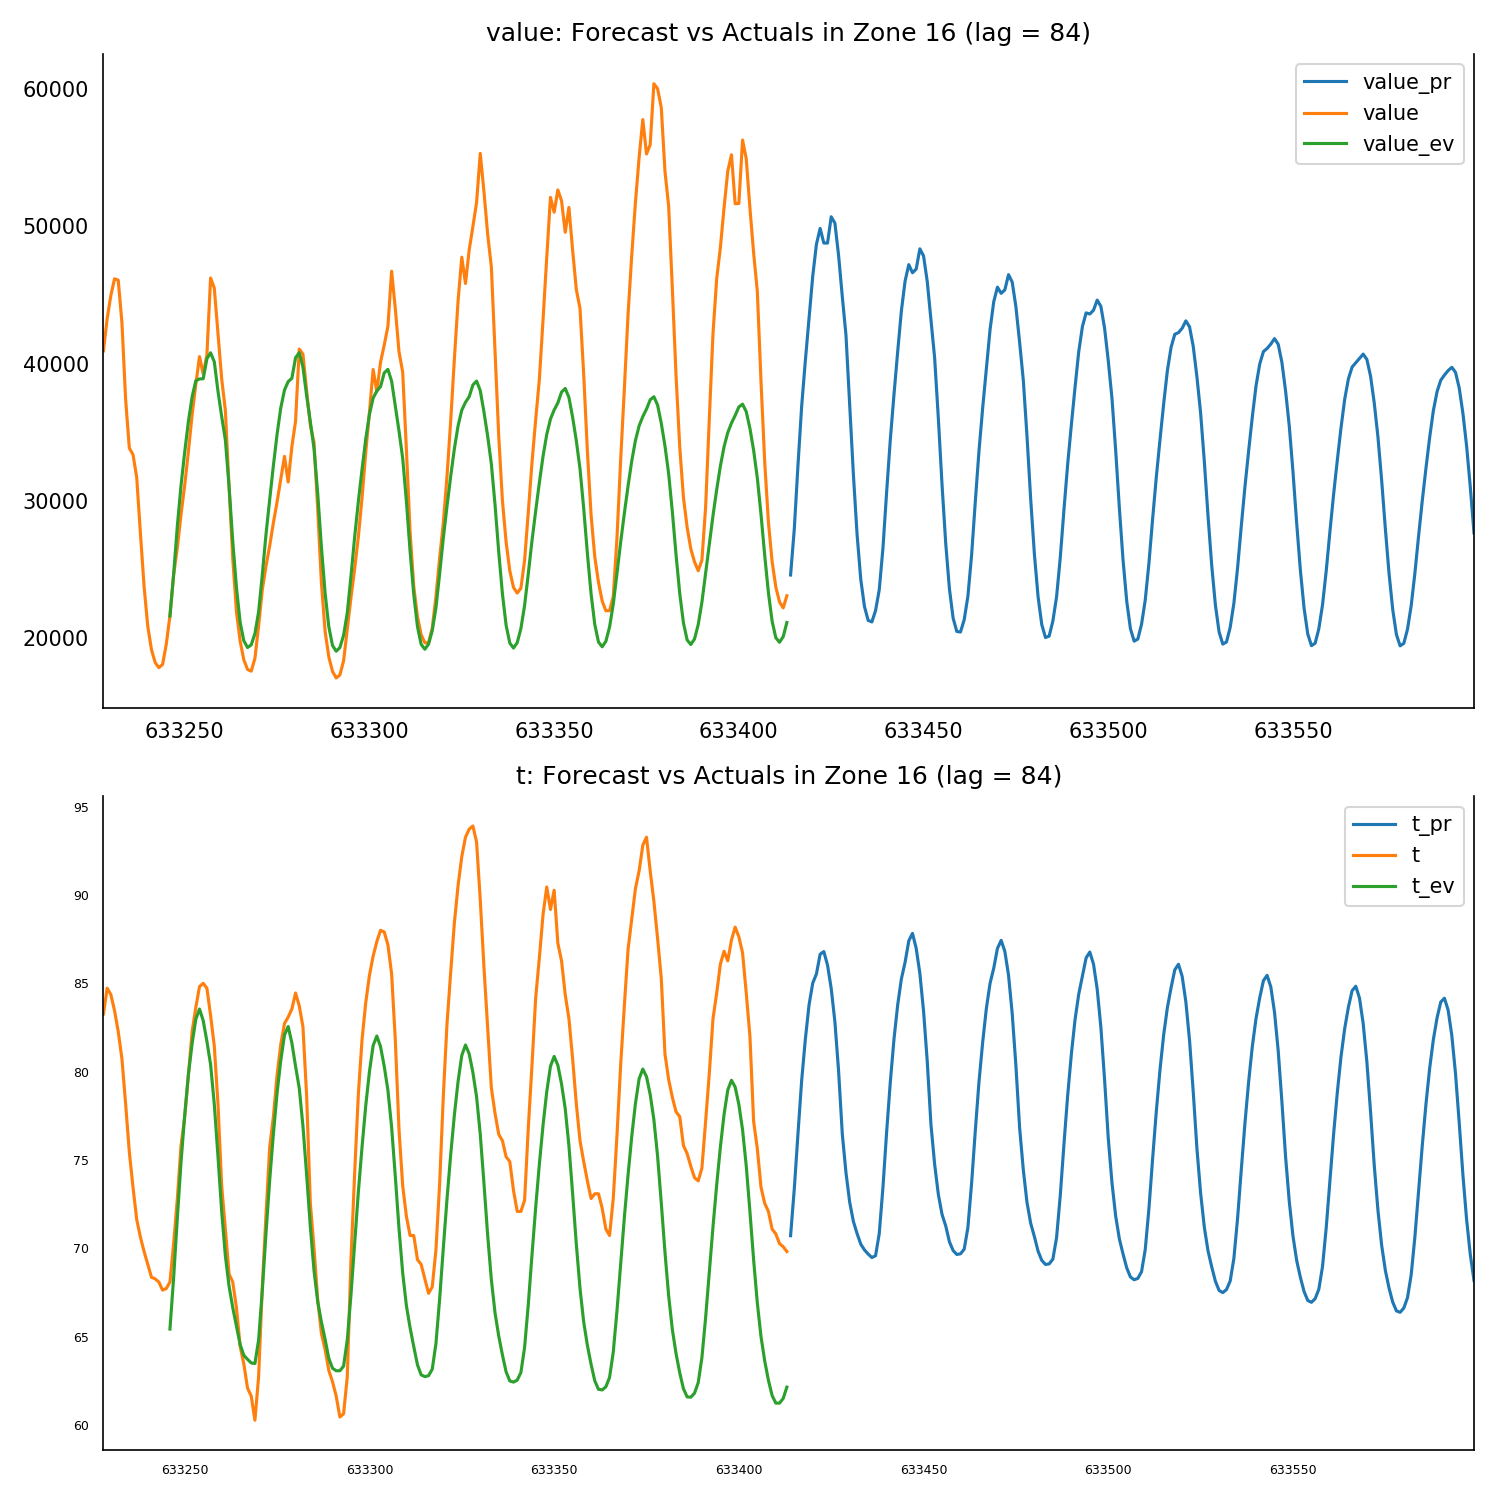 value: Forecast vs Actuals in Zone 16 (lag = 84)
60000
50000
40000
30000
20000
value_pr
value
value_ev
633250 633300 633350 633400 633450 633500 633550
t: Forecast vs Actuals in Zone 16 (lag = 84)
95
90
85
80
75
70
65
60
t_pr
t
t_ev
633250 633300 633350 633400 633450 633500 633550